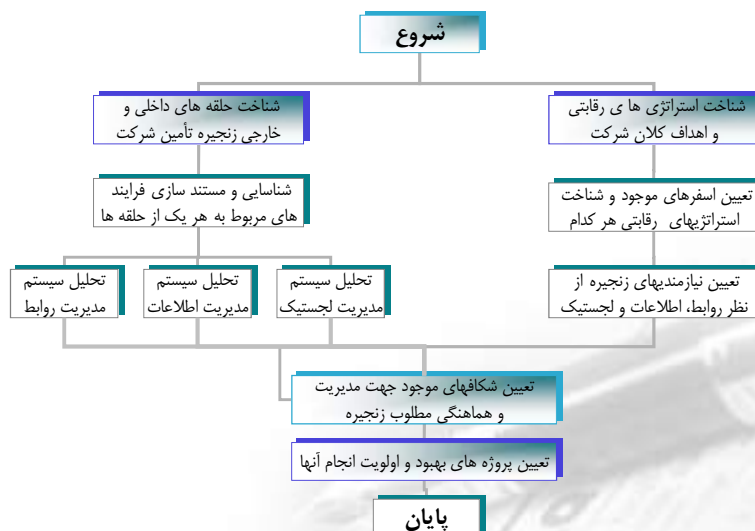 شروع
شناخت استراتژی ها ی رقابتی
و اهداف کلان شرکت
شناخت حلقه های داخلی و
خارجی زنجیره تأمین شرکت
تعیین اسفرهای موجود و شناخت
استراتژیهای رقابتی هر کدام
شناسایی و مستند سازی فرایند
های مربوط به هر یک از حلقه ها
تعیین نیازمندیهای زنجیره از
نظر روابط، اطلاعات و لجستیک
تحلیل سیستم
مدیریت لجستیک
تحلیل سیستم
مدیریت اطلاعات
تحلیل سیستم
مدیریت روابط
تعیین شکافهای موجود جهت مدیریت
و هماهنگی مطلوب زنجیره
تعیین پروژه های بهبود و اولویت انجام آنها
پایان